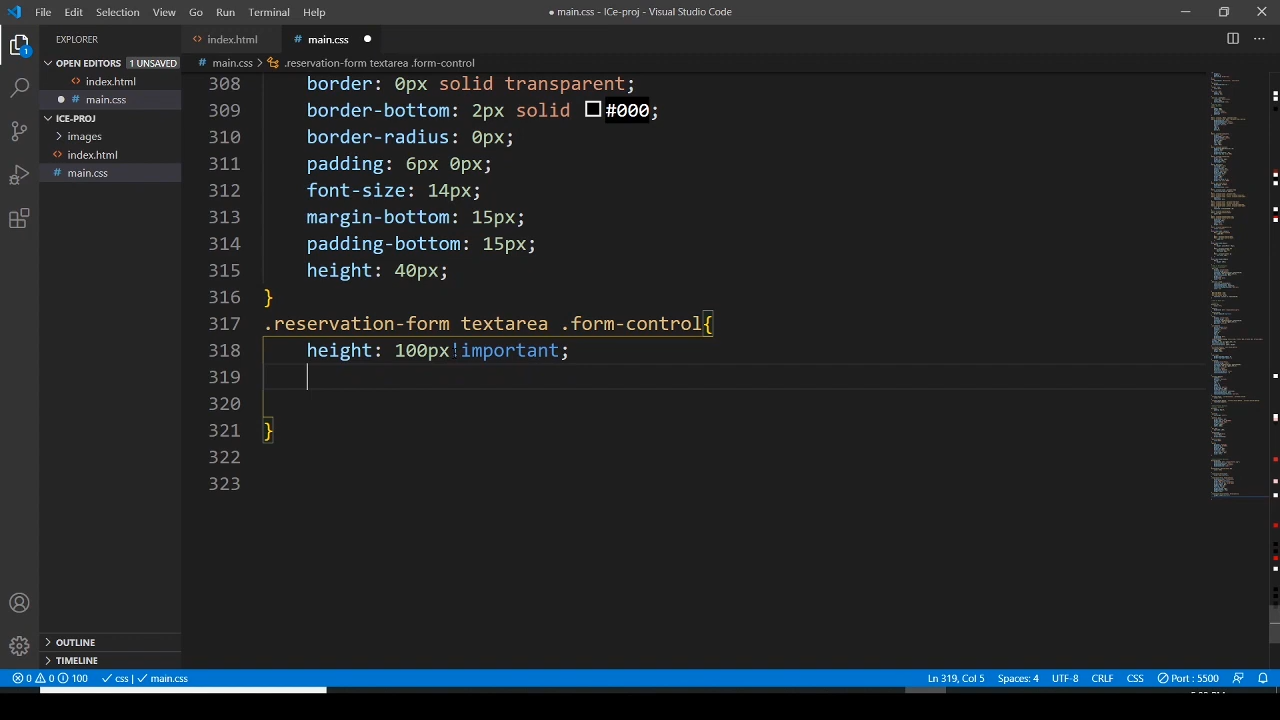 File Edit Selection View Go Run Terminal Help
● main.css - ICe-proj - Visual Studio Code
EXPLORER
index.html
main.css
OPEN EDITORS 1 UNSAVED
main.css > .reservation-form textarea .form-control
index.html
main.css
ICE-PROJ
images
index.html
main.css
308 border: 0px solid transparent;
309 border-bottom: 2px solid #000;
310 border-radius: 0px;
311 padding: 6px 0px;
312 font-size: 14px;
313 margin-bottom: 15px;
314 padding-bottom: 15px;
315 height: 40px;
316 }
317 .reservation-form textarea .form-control{
318 height: 100px!important;
319
320
321 }
322
323
OUTLINE
TIMELINE
0 0 100 css | main.css Ln 319, Col 5 Spaces: 4 UTF-8 CRLF CSS Port : 5500